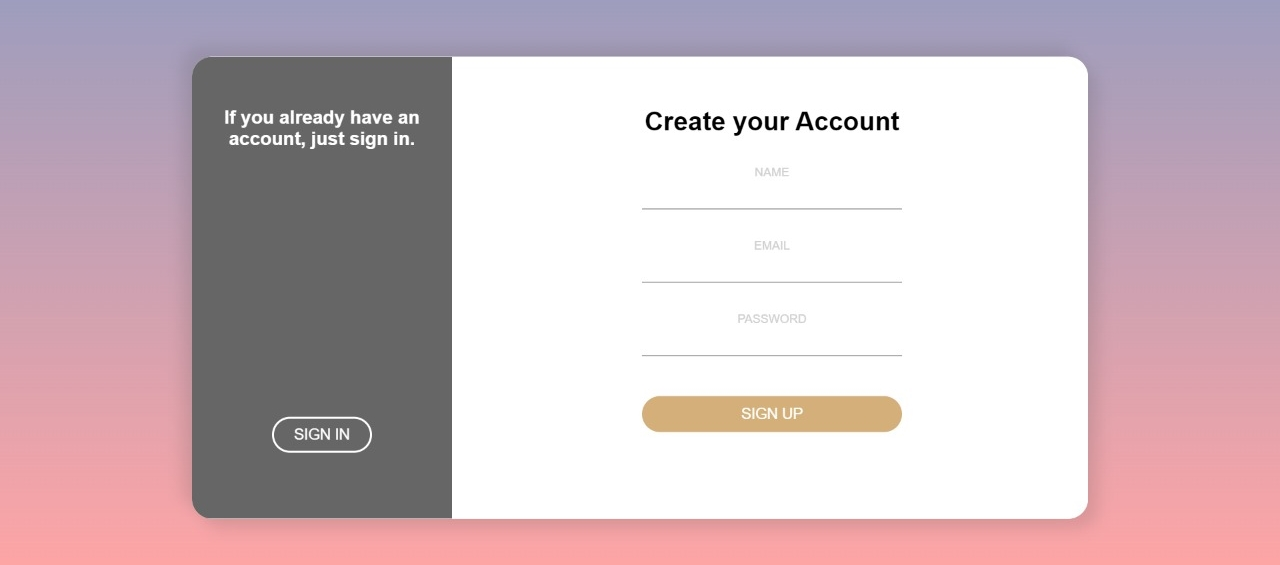 If you already have an
account, just sign in.
SIGN IN
Create your Account
NAME
EMAIL
PASSWORD
SIGN UP